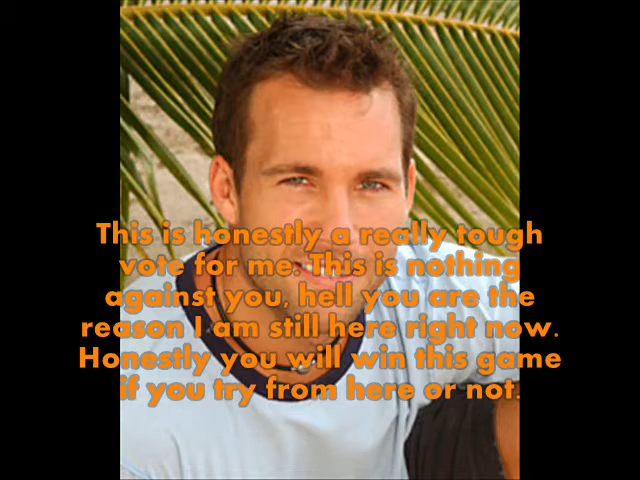 This is honestly a really tough
vote for me. This is nothing
against you, hell you are the
reason I am still here right now.
Honestly you will win this game
if you try from here or not.